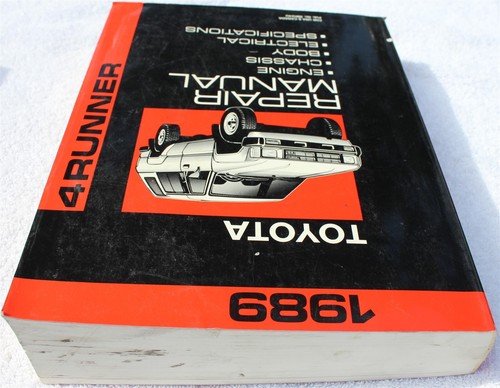 1989
TOYOTA
4RUNNER
REPAIR
MANUAL
• ENGINE
• CHASSIS
• BODY
• ELECTRICAL
• SPECIFICATIONS